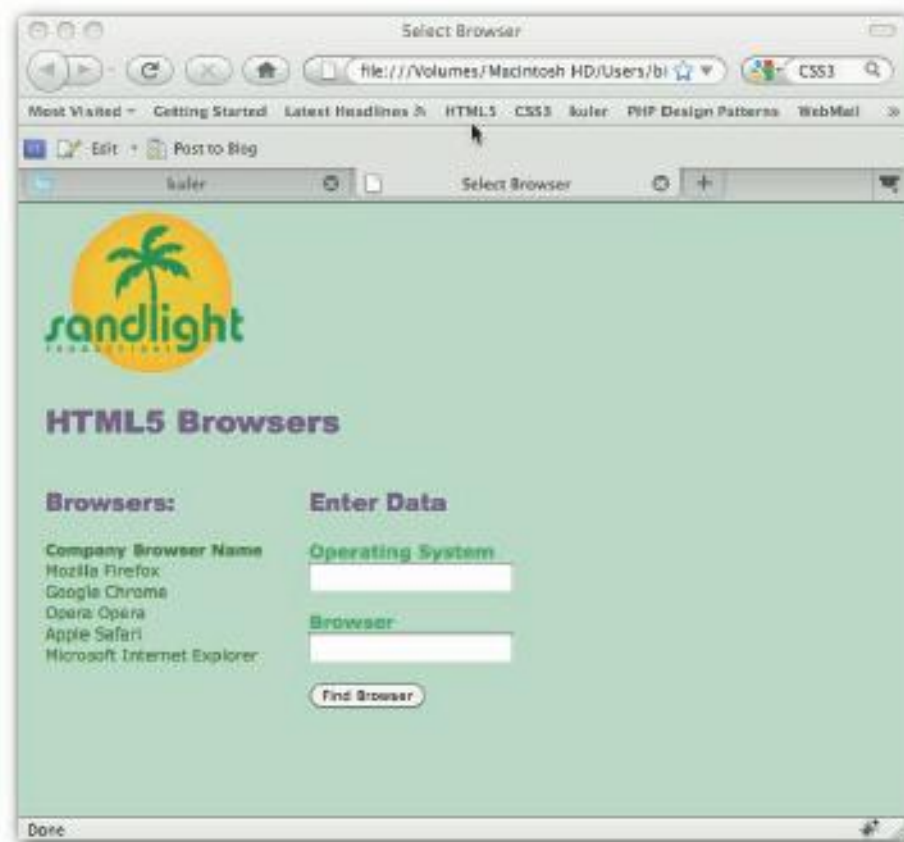 Select Browser
file:///Volumes/Macintosh HD/Users/bi
CSS3
Most Visited Getting Started Latest Headlines HTML5 CSS3 kuler PHP Design Patterns WebMail »
Edit Post to Blog
kuler Select Browser +
sandlight
PRODUCTIONS
HTML5 Browsers
Browsers:
Company Browser Name
Mozilla Firefox
Google Chrome
Opera Opera
Apple Safari
Microsoft Internet Explorer
Enter Data
Operating System
Browser
Find Browser
Done